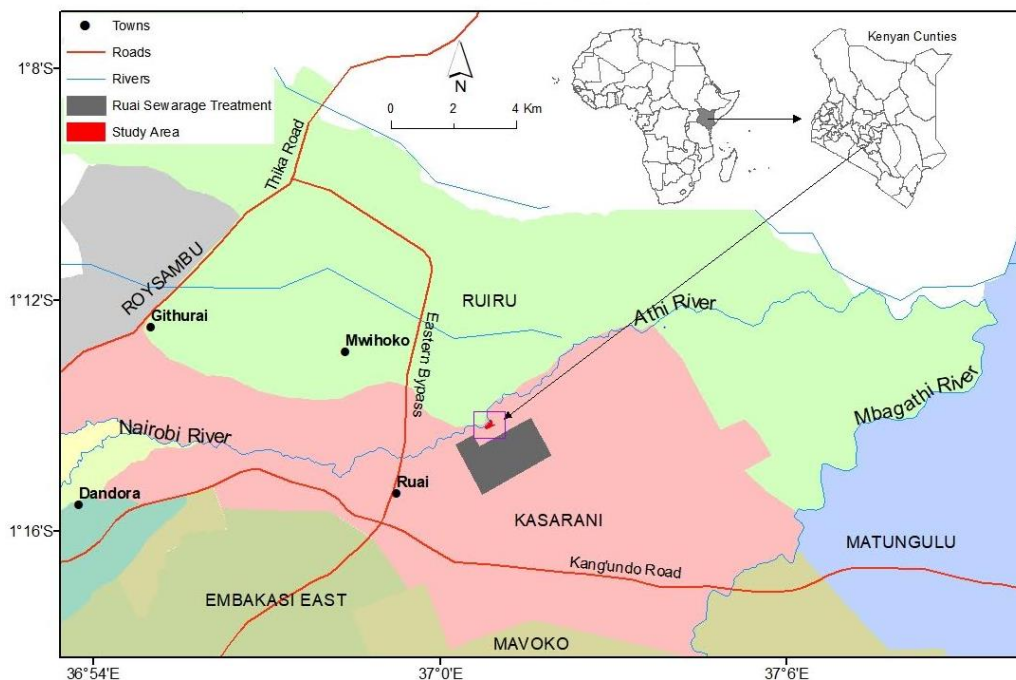 Towns
Roads
Rivers
Ruai Sewarage Treatment
Study Area
N
0 2 4 Km
Kenyan Cunties
1°8'S
1°12'S
1°16'S
Thika Road
ROYSAMBU
Githurai
Mwihoko
RUIRU
Eastern Bypass
Athi River
Mbagathi River
Nairobi River
Dandora
Ruai
KASARANI
MATUNGULU
Kang'undo Road
EMBAKASI EAST
MAVOKO
36°54'E
37°0'E
37°6'E